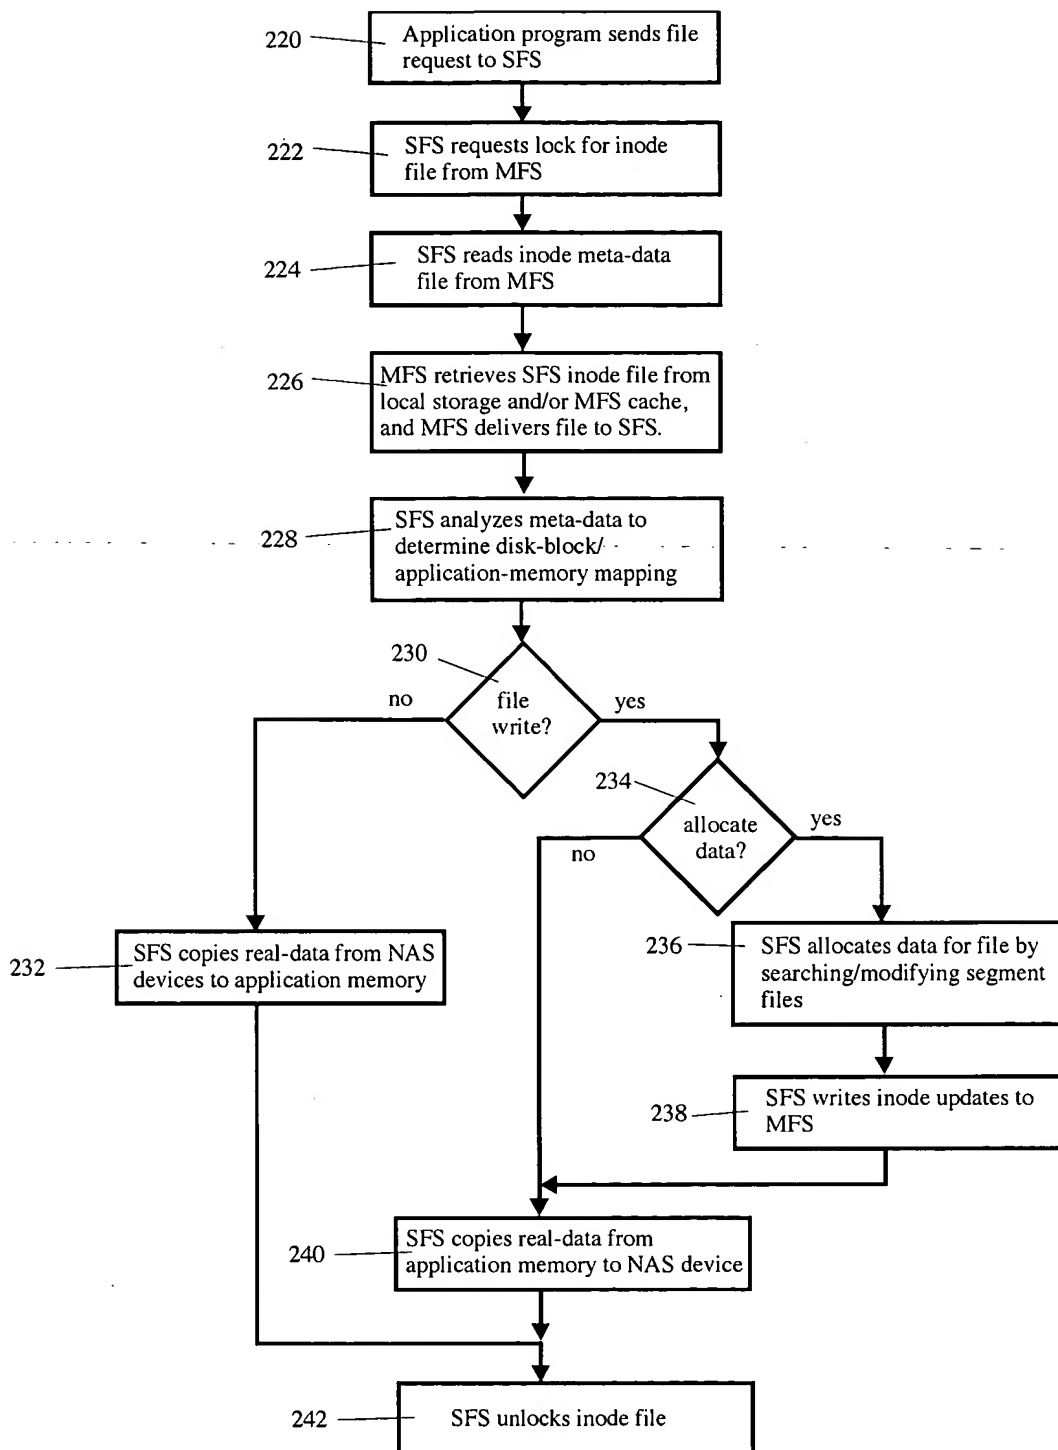 220
Application program sends file
request to SFS
222
SFS requests lock for inode
file from MFS
224
SFS reads inode meta-data
file from MFS
226
MFS retrieves SFS inode file from
local storage and/or MFS cache,
and MFS delivers file to SFS.
228
SFS analyzes meta-data to
determine disk-block/
application-memory mapping
230
file
write?
no
yes
234
allocate
data?
no
yes
232
SFS copies real-data from NAS
devices to application memory
236
SFS allocates data for file by
searching/modifying segment
files
238
SFS writes inode updates to
MFS
240
SFS copies real-data from
application memory to NAS device
242
SFS unlocks inode file